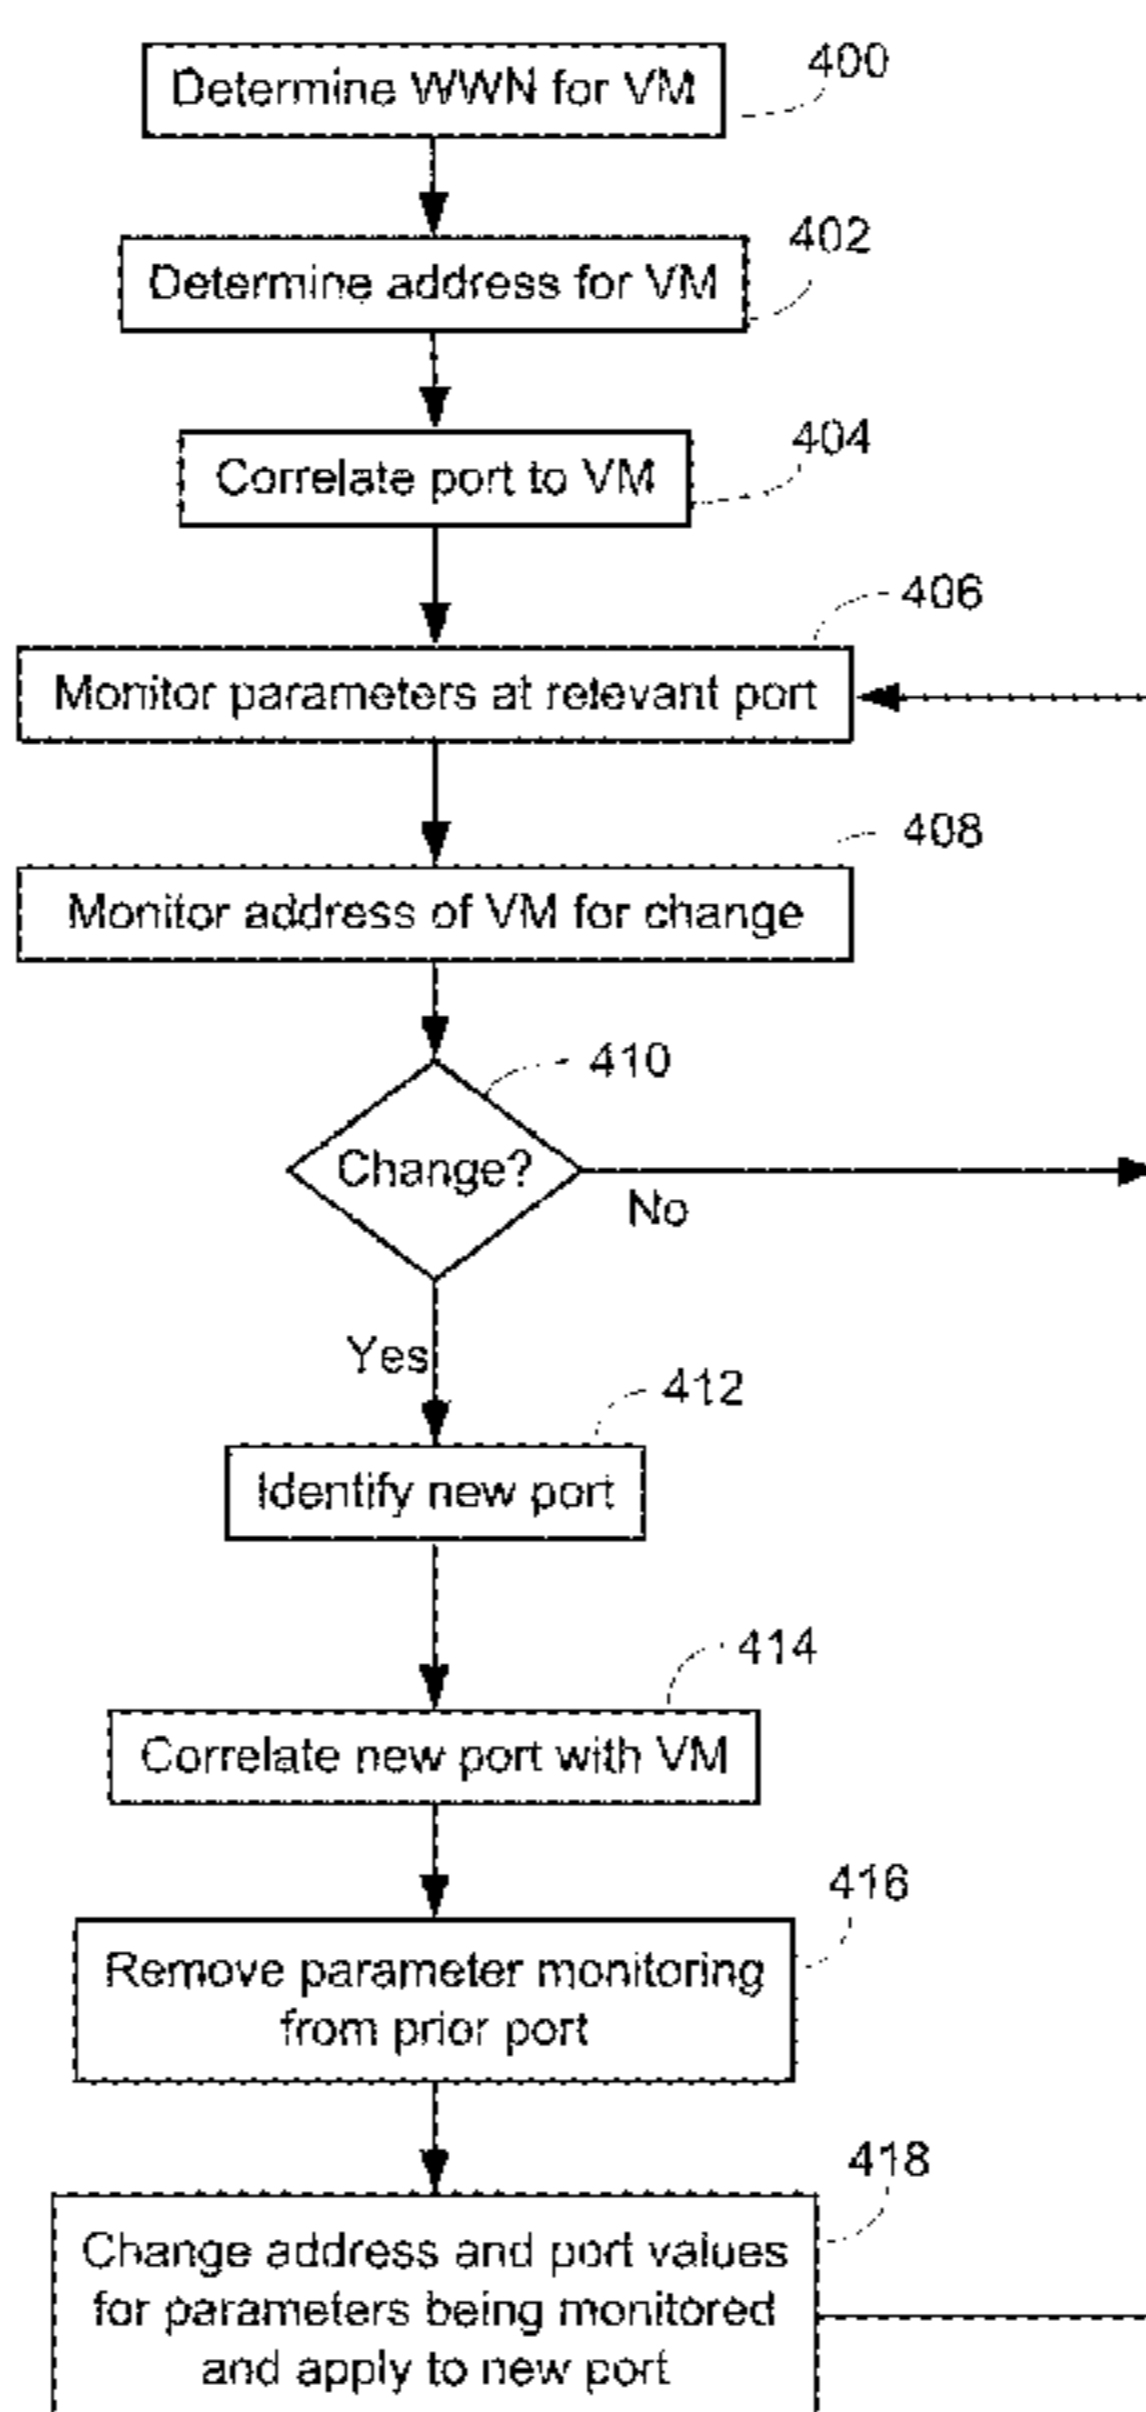 Determine WWN for VM
400
Determine address for VM
402
Correlate port to VM
404
Monitor parameters at relevant port
406
Monitor address of VM for change
408
Change?
410
No
Yes
Identify new port
412
Correlate new port with VM
414
Remove parameter monitoring
from prior port
416
Change address and port values
for parameters being monitored
and apply to new port
418